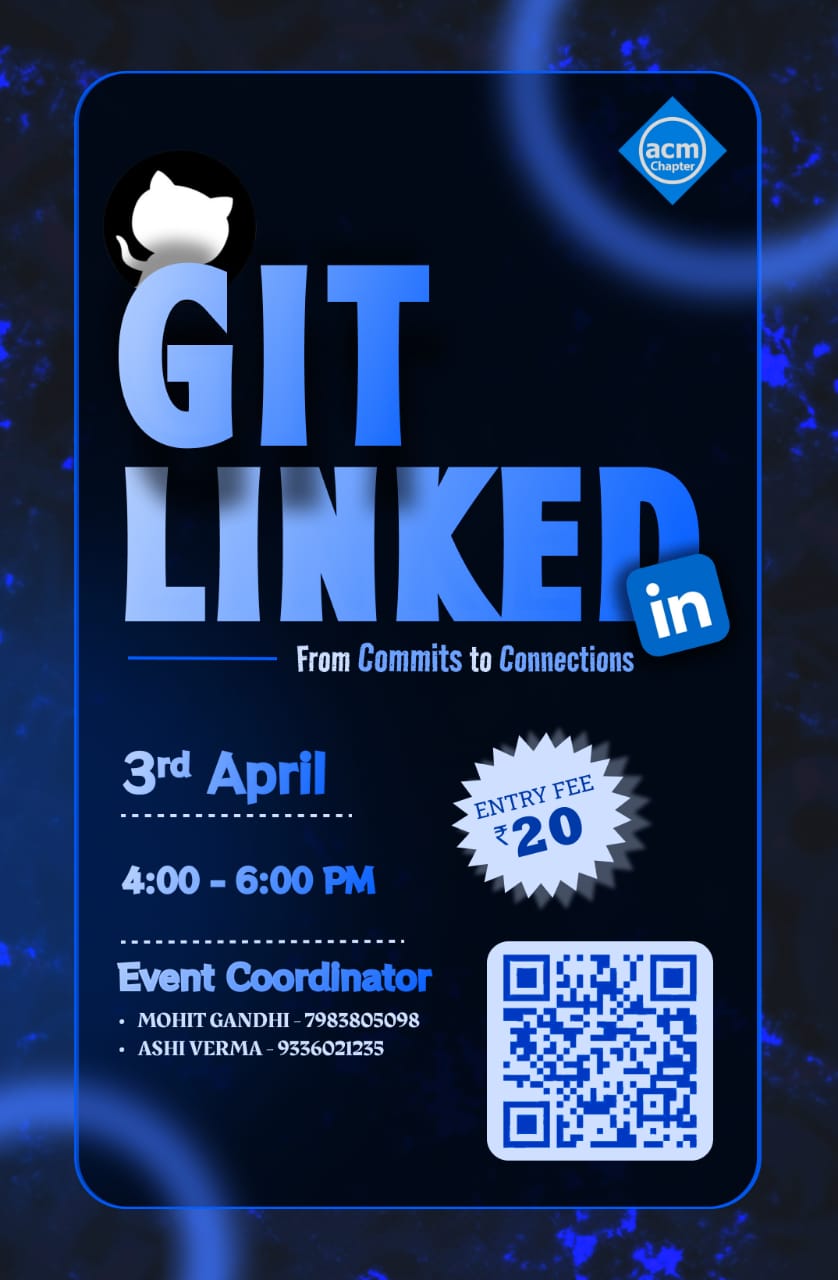 acm
Chapter
GIT
LINKED
in
From Commits to Connections
3rd April
ENTRY FEE
₹20
4:00 - 6:00 PM
Event Coordinator
• MOHIT GANDHI - 7983805098
• ASHI VERMA - 9336021235